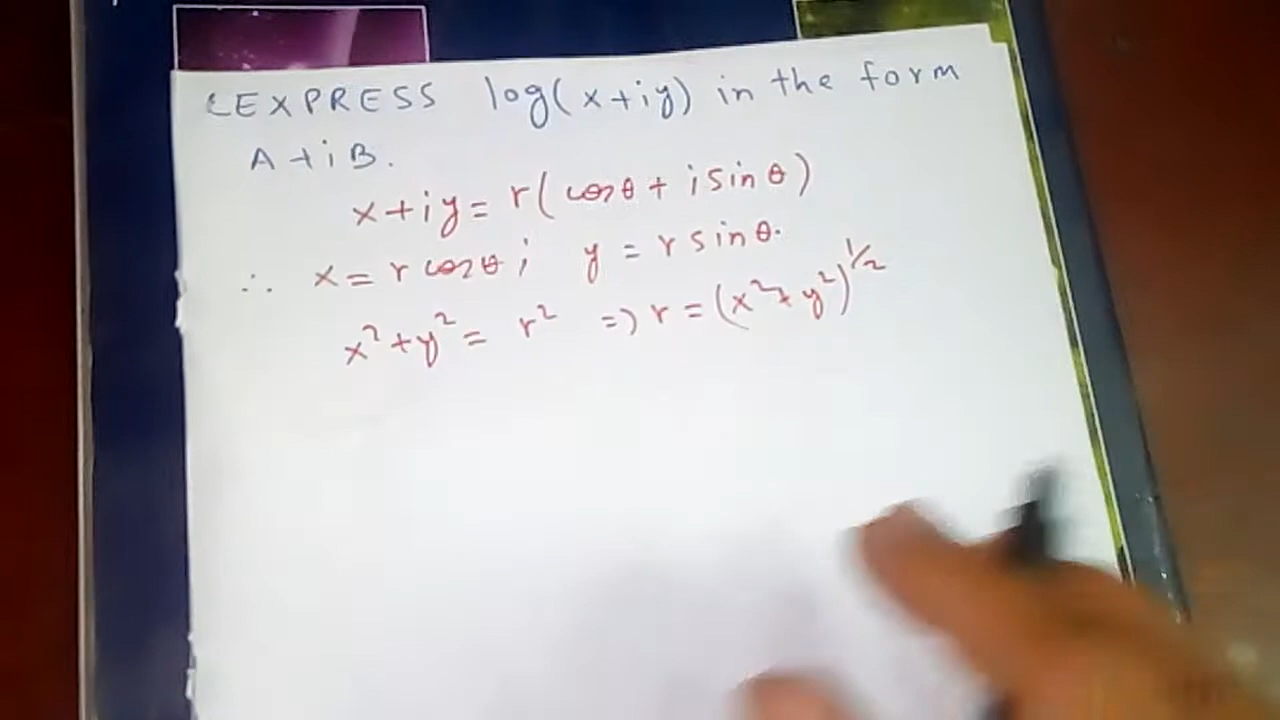 EXPRESS log(x+iy) in the form
A+iB.
x+iy = r(cosθ + i sinθ)
∴ x = r cosθ; y = r sinθ.
x²+y² = r² => r = (x²+y²)^1/2